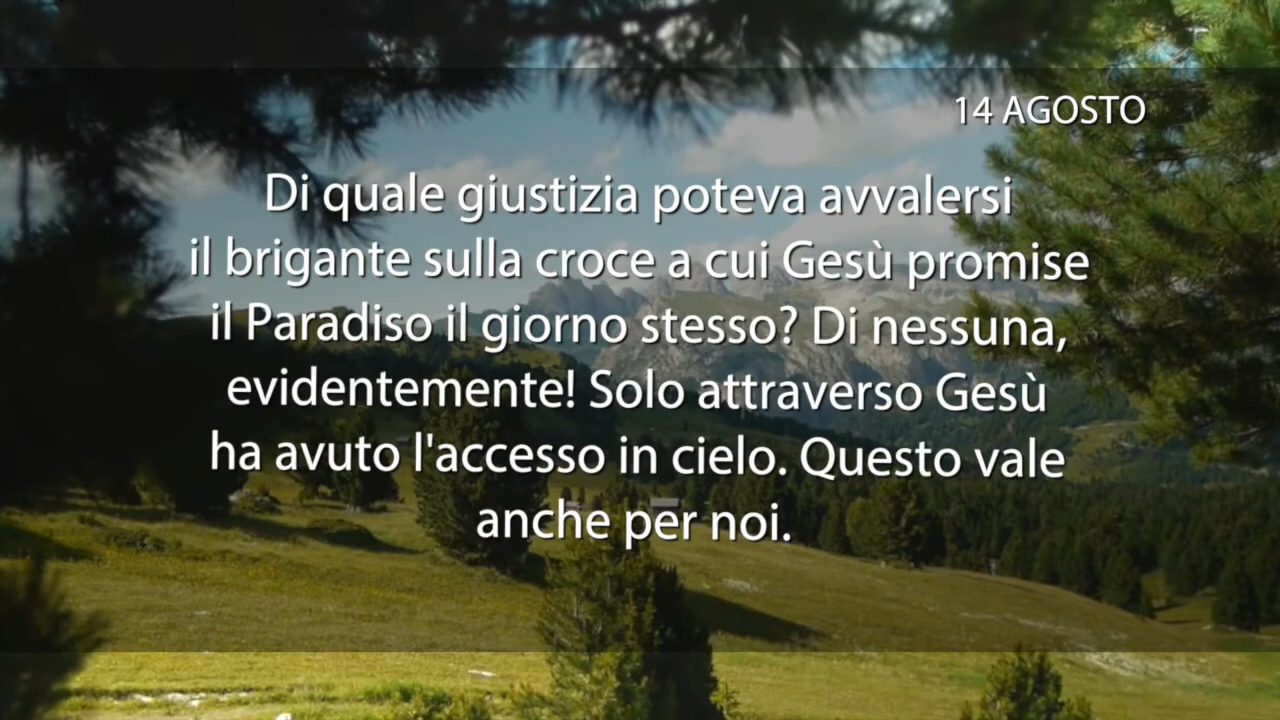 14 AGOSTO
Di quale giustizia poteva avvalersi
il brigante sulla croce a cui Gesù promise
il Paradiso il giorno stesso? Di nessuna,
evidentemente! Solo attraverso Gesù
ha avuto l'accesso in cielo. Questo vale
anche per noi.